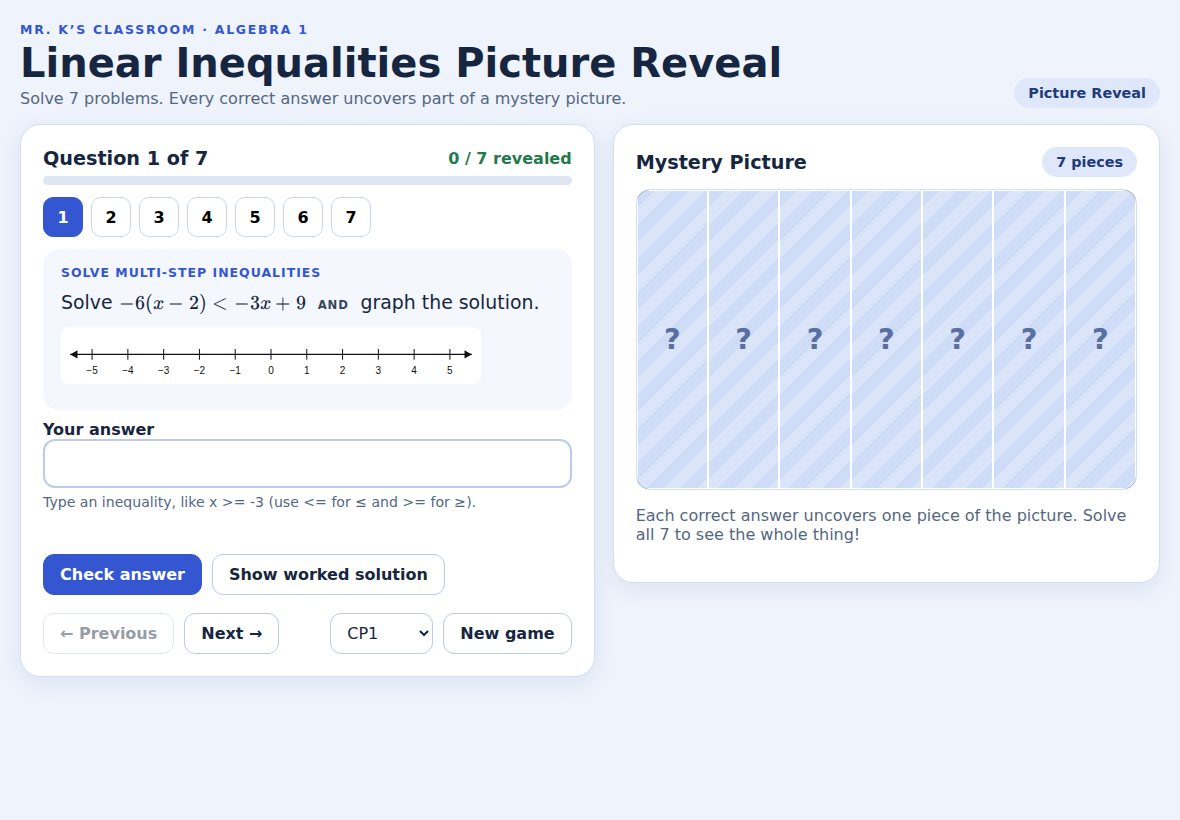 MR. K’S CLASSROOM · ALGEBRA 1
Linear Inequalities Picture Reveal
Solve 7 problems. Every correct answer uncovers part of a mystery picture.
Picture Reveal
Question 1 of 7
0 / 7 revealed
1 2 3 4 5 6 7
SOLVE MULTI-STEP INEQUALITIES
Solve −6(x − 2) < −3x + 9 AND graph the solution.
−5 −4 −3 −2 −1 0 1 2 3 4 5
Your answer
Type an inequality, like x >= -3 (use <= for ≤ and >= for ≥).
Check answer
Show worked solution
← Previous
Next →
CP1
New game
Mystery Picture
7 pieces
? ? ? ? ? ? ?
Each correct answer uncovers one piece of the picture. Solve
all 7 to see the whole thing!